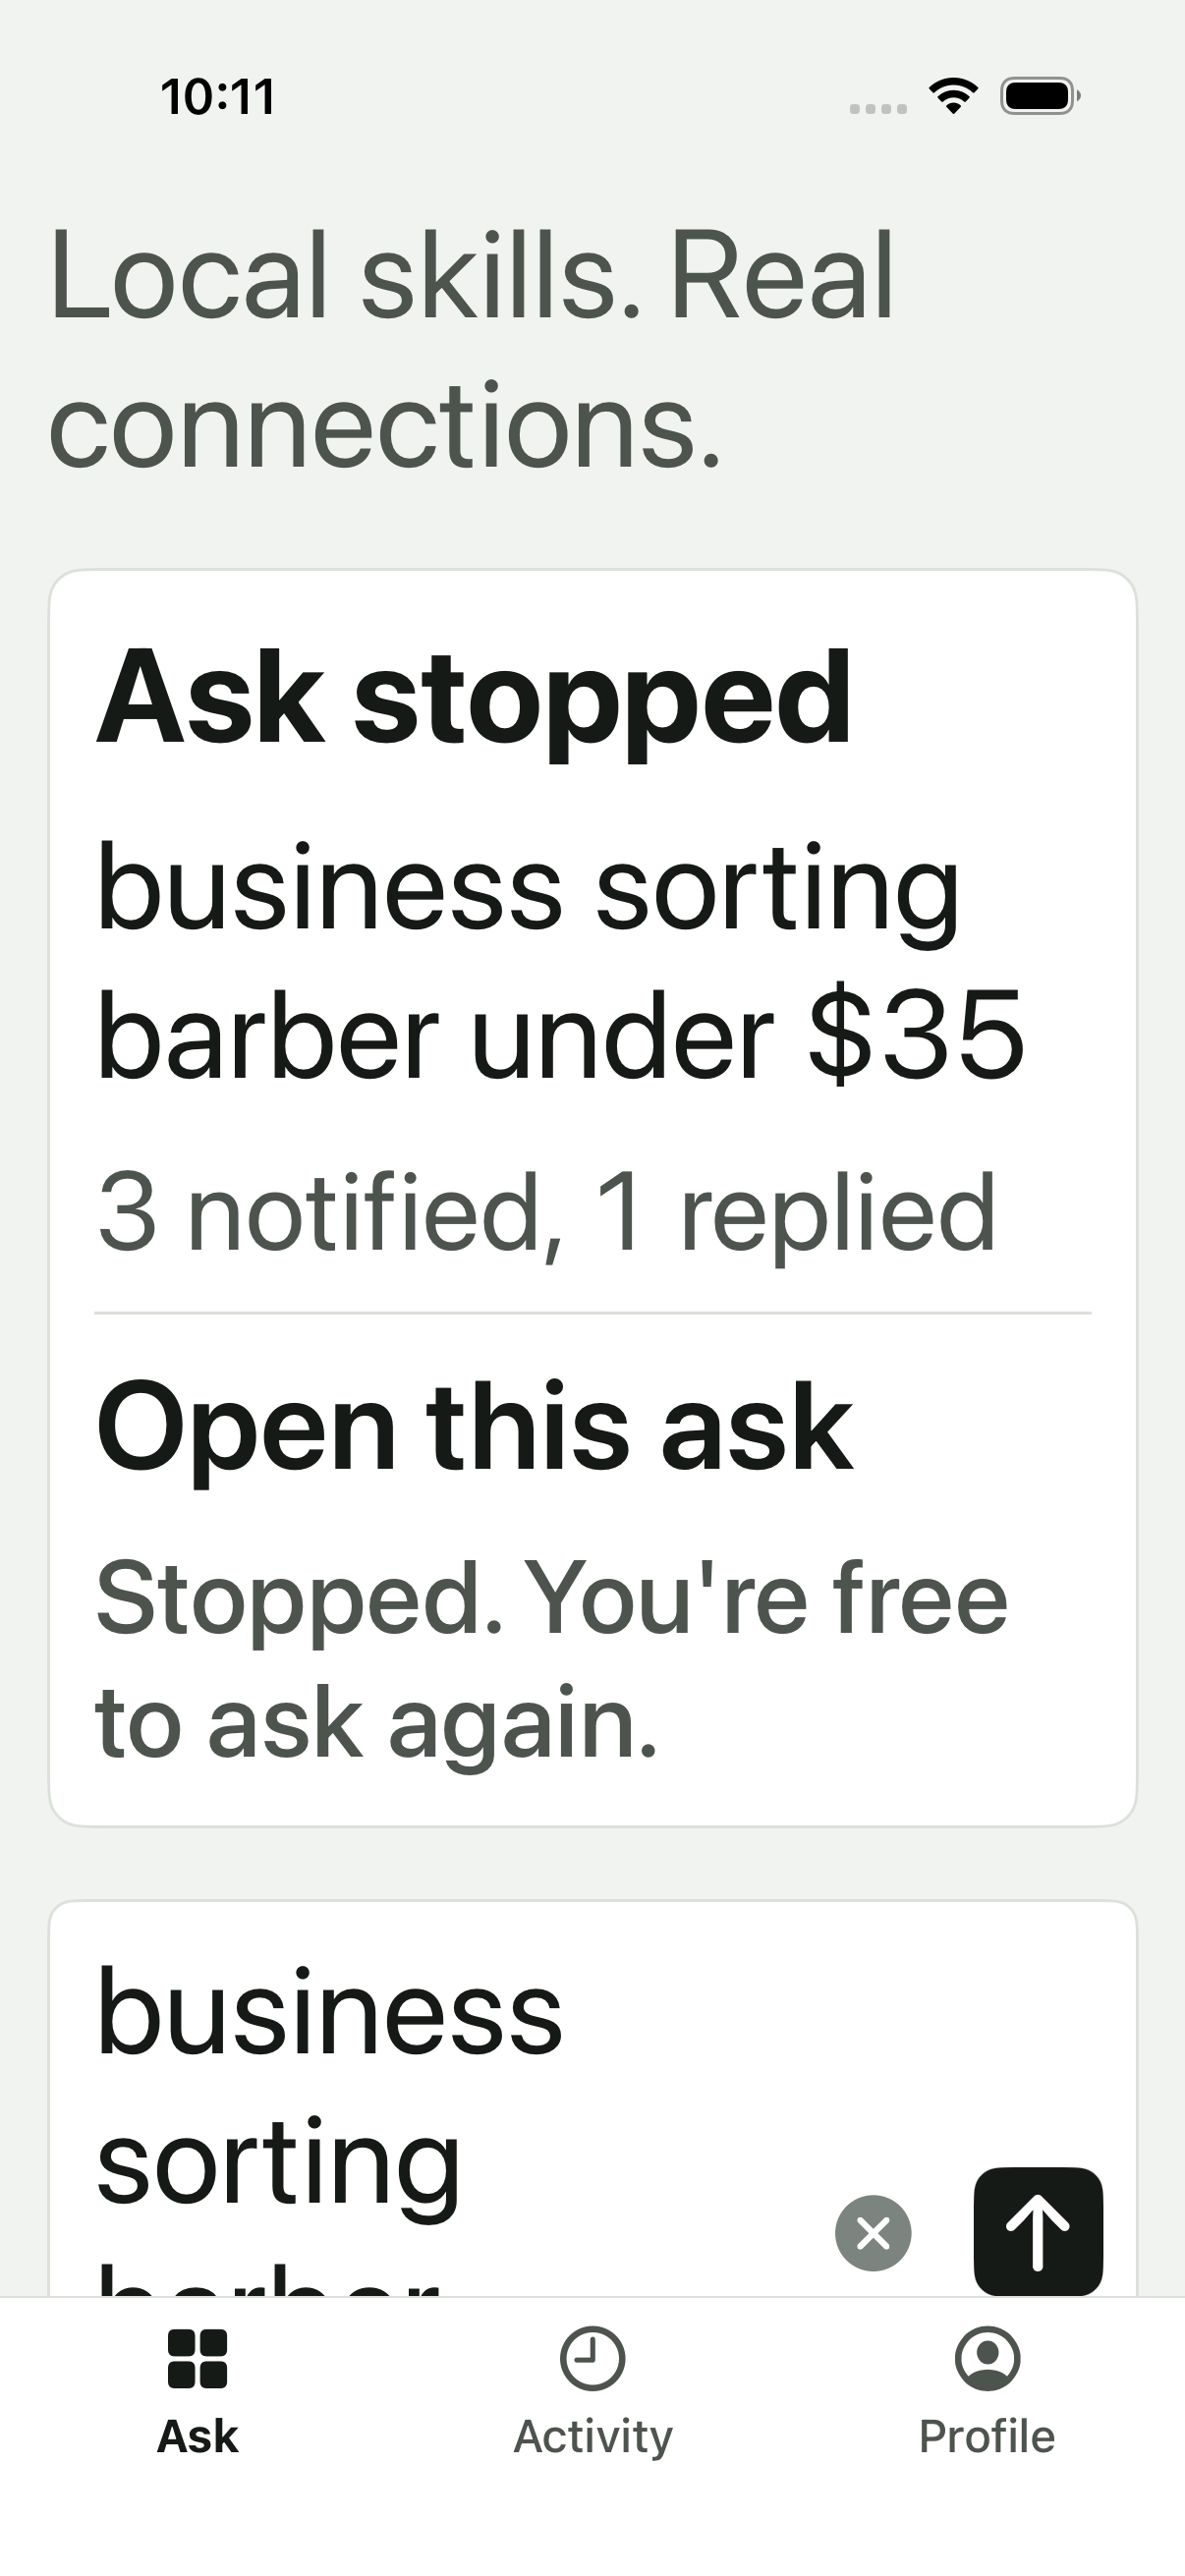 10:11
Local skills. Real
connections.
Ask stopped
business sorting
barber under $35
3 notified, 1 replied
Open this ask
Stopped. You're free
to ask again.
business
sorting
barber
Ask
Activity
Profile